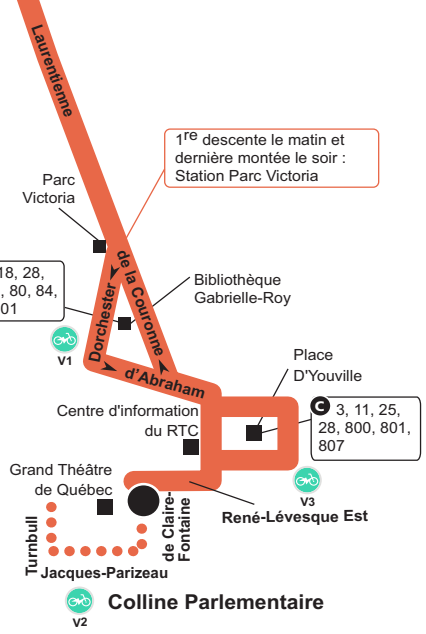 Laurentienne
1re descente le matin et
dernière montée le soir :
Station Parc Victoria
Parc
Victoria
de la Couronne
18, 28,
, 80, 84,
01
Bibliothèque
Gabrielle-Roy
Dorchester
V1
d'Abraham
Place
D'Youville
Centre d'information
du RTC
C 3, 11, 25,
28, 800, 801,
807
Grand Théâtre
de Québec
V3
René-Lévesque Est
de Claire-
Fontaine
Turnbull
Jacques-Parizeau
Colline Parlementaire
V2